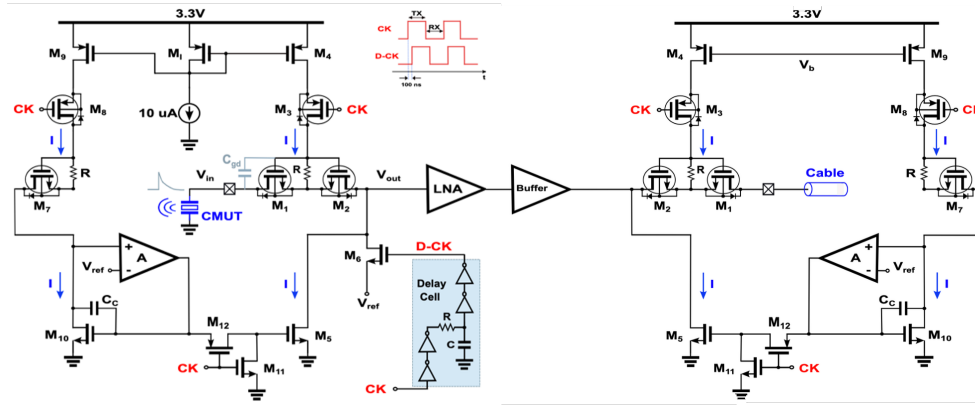 3.3V
TX
RX
CK
D-CK
t
100 ns
M9
MI
M4
CK
M8
10 uA
M3
CK
I
I
Cgd
R
Vin
R
Vout
M7
M1
M2
CMUT
LNA
Buffer
D-CK
M6
Vref
Delay
Cell
R
C
CK
+
A
-
Vref
I
I
CC
M10
M12
M5
CK
M11
3.3V
M4
Vb
M9
CK
M3
M8
CK
I
I
R
R
Cable
M2
M1
M7
+
A
-
Vref
I
I
CC
M5
M12
M10
CK
M11